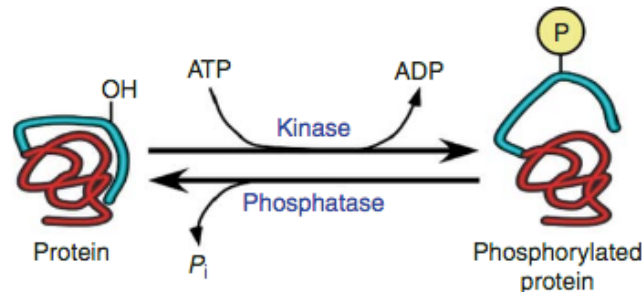 P
ATP
ADP
OH
Kinase
Phosphatase
Protein
Pi
Phosphorylated
protein